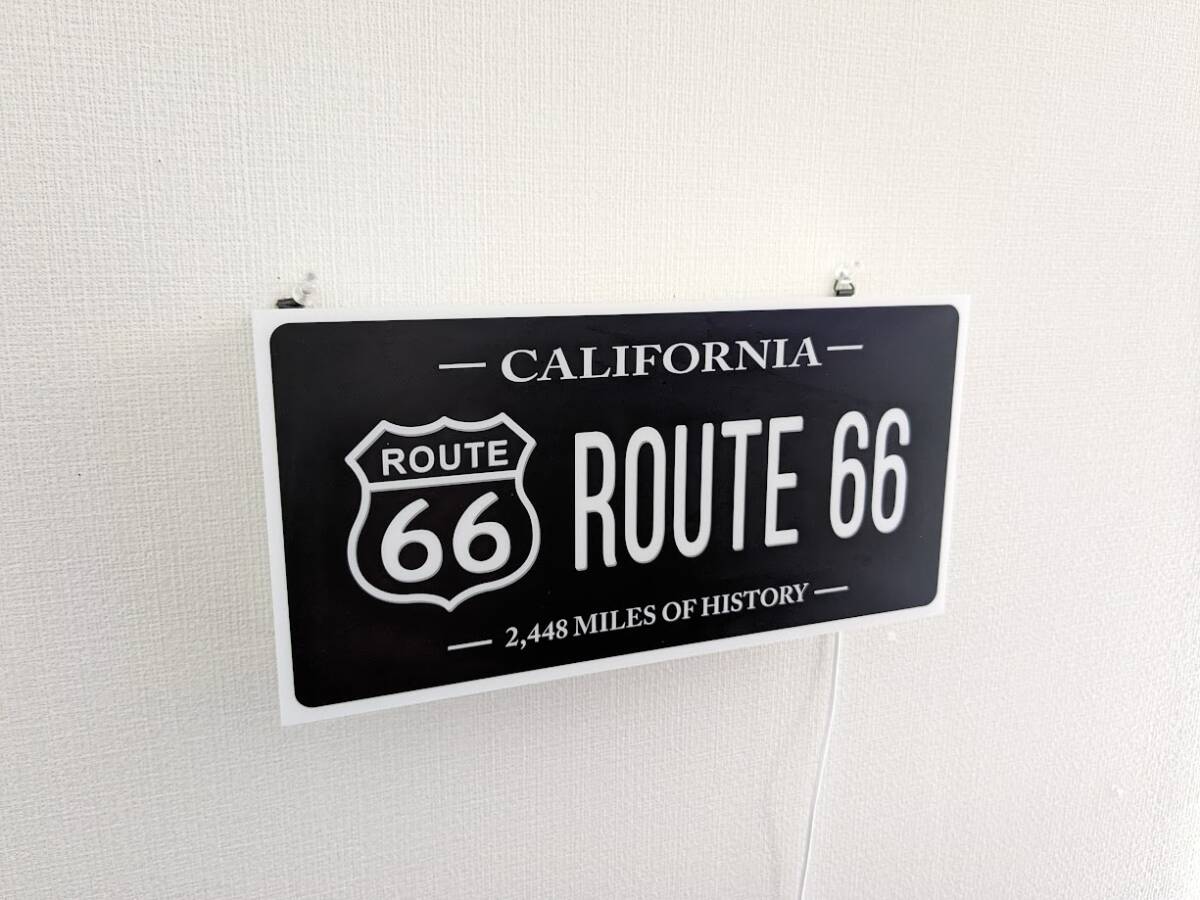 — CALIFORNIA —
ROUTE
66
ROUTE 66
— 2,448 MILES OF HISTORY —